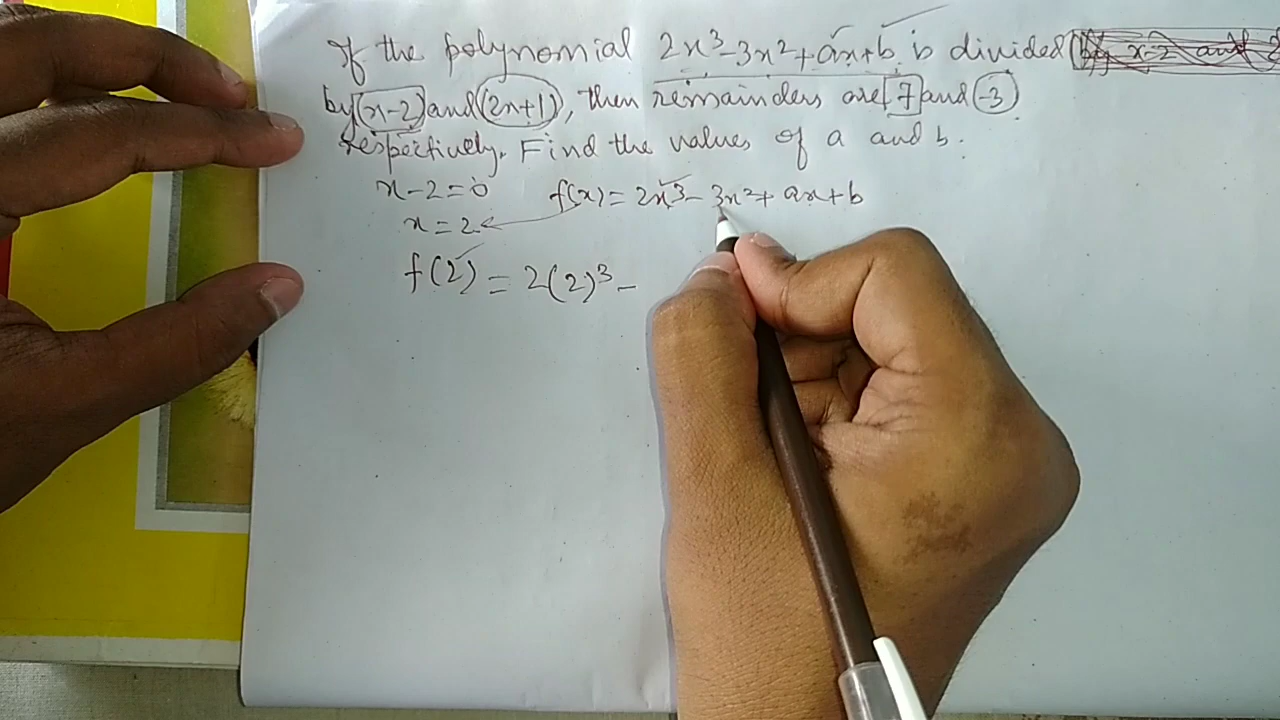 If the polynomial 2x³-3x²+ax+b is divided
by (x-2) and (2x+1), then remainders are 7 and -3
respectively. Find the values of a and b.
x-2=0 f(x) = 2x³-3x²+ax+b
x=2
f(2) = 2(2)³-